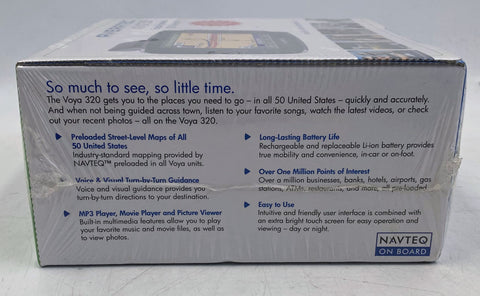 So much to see, so little time.
The Voya 320 gets you to the places you need to go – in all 50 United States – quickly and accurately.
And when not being guided across town, listen to your favorite songs, watch the latest videos, or check
out your recent photos – all on the Voya 320.
Preloaded Street-Level Maps of All
50 United States
Industry-standard mapping provided by
NAVTEQ™ preloaded in all Voya units.
Voice & Visual Turn-by-Turn Guidance
Voice and visual guidance provides you
turn-by-turn directions to your destination.
MP3 Player, Movie Player and Picture Viewer
Built-in multimedia features allow you to play
your favorite music and movie files, as well as
to view photos.
Long-Lasting Battery Life
Rechargeable and replaceable Li-ion battery provides
true mobility and convenience, in-car or on-foot.
Over One Million Points of Interest
Over a million businesses, banks, hotels, airports, gas
stations, ATMs, restaurants, and more, all pre-loaded.
Easy to Use
Intuitive and friendly user interface is combined with
an extra bright touch screen for easy operation and
viewing – day or night.
NAVTEQ
ON BOARD